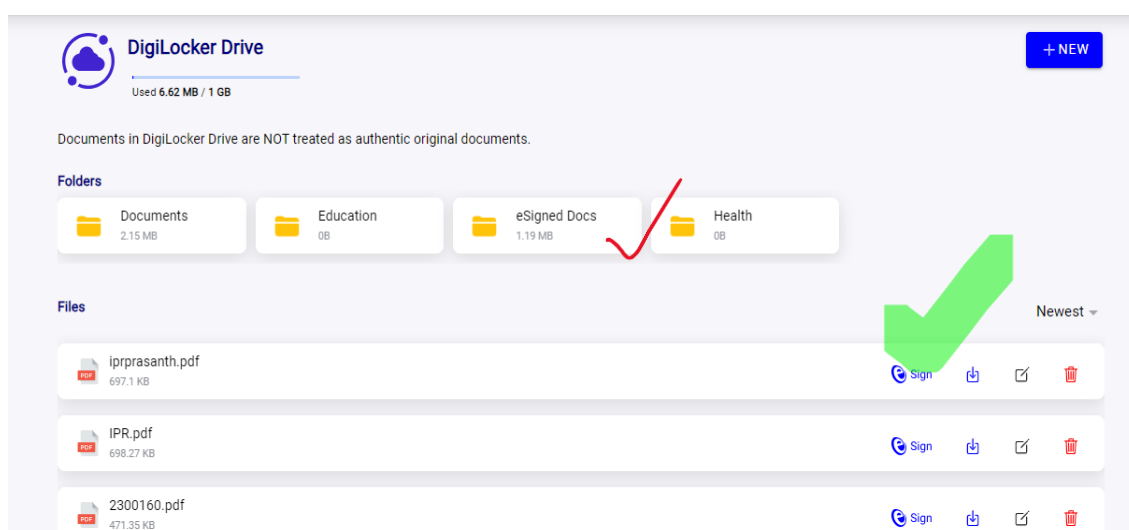 DigiLocker Drive
+ NEW
Used 6.62 MB / 1 GB
Documents in DigiLocker Drive are NOT treated as authentic original documents.
Folders
Documents
2.15 MB
Education
0B
eSigned Docs
1.19 MB
Health
0B
Files
Newest
PDF
iprprasanth.pdf
697.1 KB
Sign
PDF
IPR.pdf
698.27 KB
Sign
PDF
2300160.pdf
471.35 KB
Sign